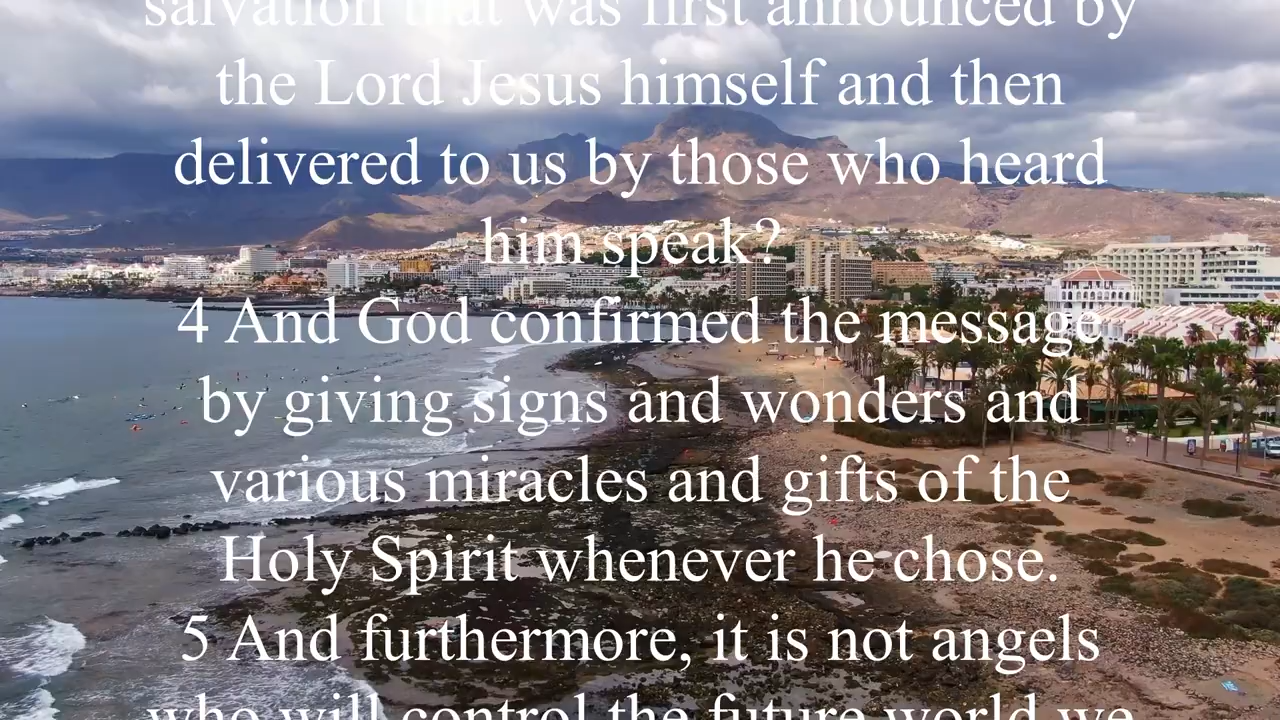 salvation that was first announced by
the Lord Jesus himself and then
delivered to us by those who heard
him speak?
4 And God confirmed the message
by giving signs and wonders and
various miracles and gifts of the
Holy Spirit whenever he chose.
5 And furthermore, it is not angels
who will control the future world we